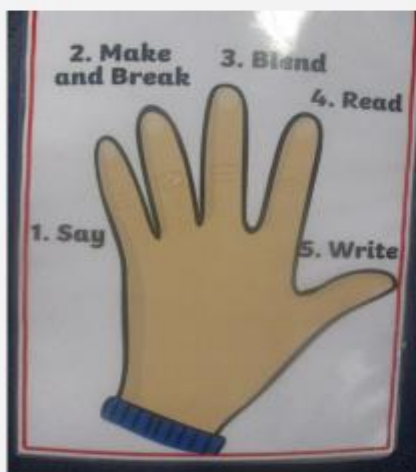 1. Say
2. Make
and Break
3. Blend
4. Read
5. Write